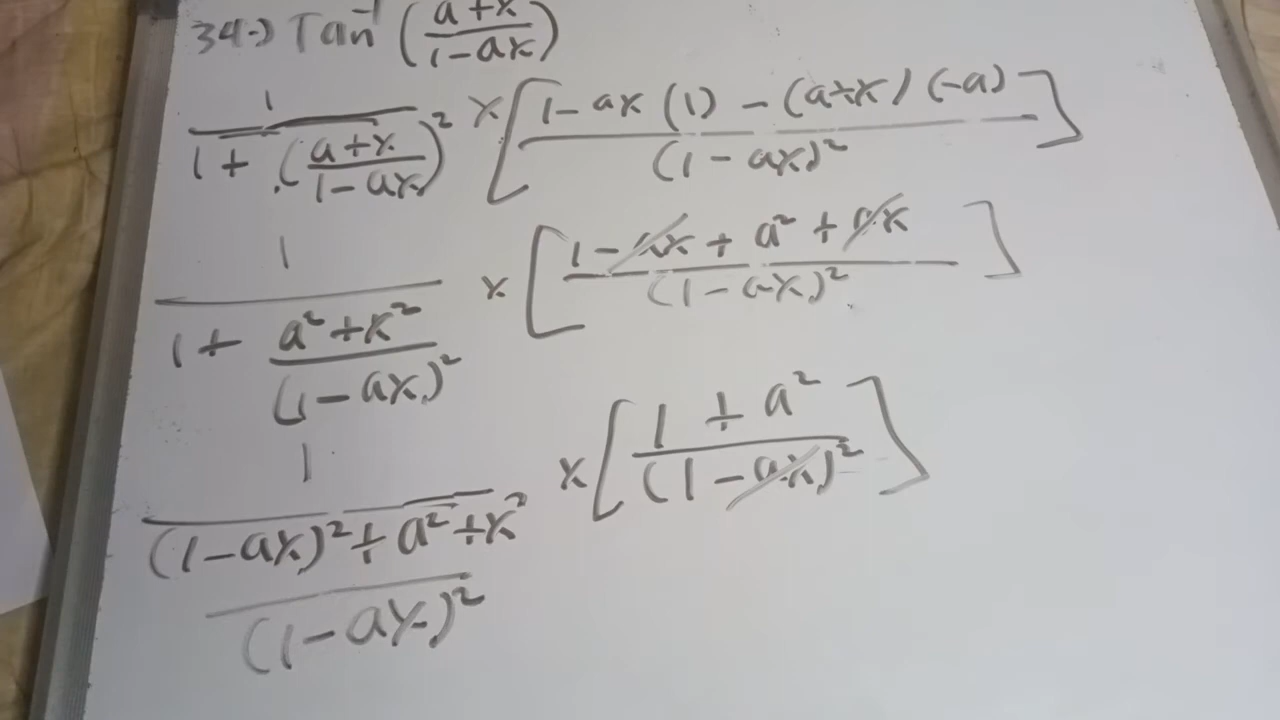 34.) Tan⁻¹ ((a+x)/(1-ax))
1/(1+((a+x)/(1-ax))²) × [(1-ax(1) - (a+x)(-a))/(1-ax)²]
1/(1+(a²+x²)/(1-ax)²) × [(1-ax+a²+ax)/(1-ax)²]
1/(((1-ax)²+a²+x²)/(1-ax)²) × [(1+a²)/(1-ax)²]